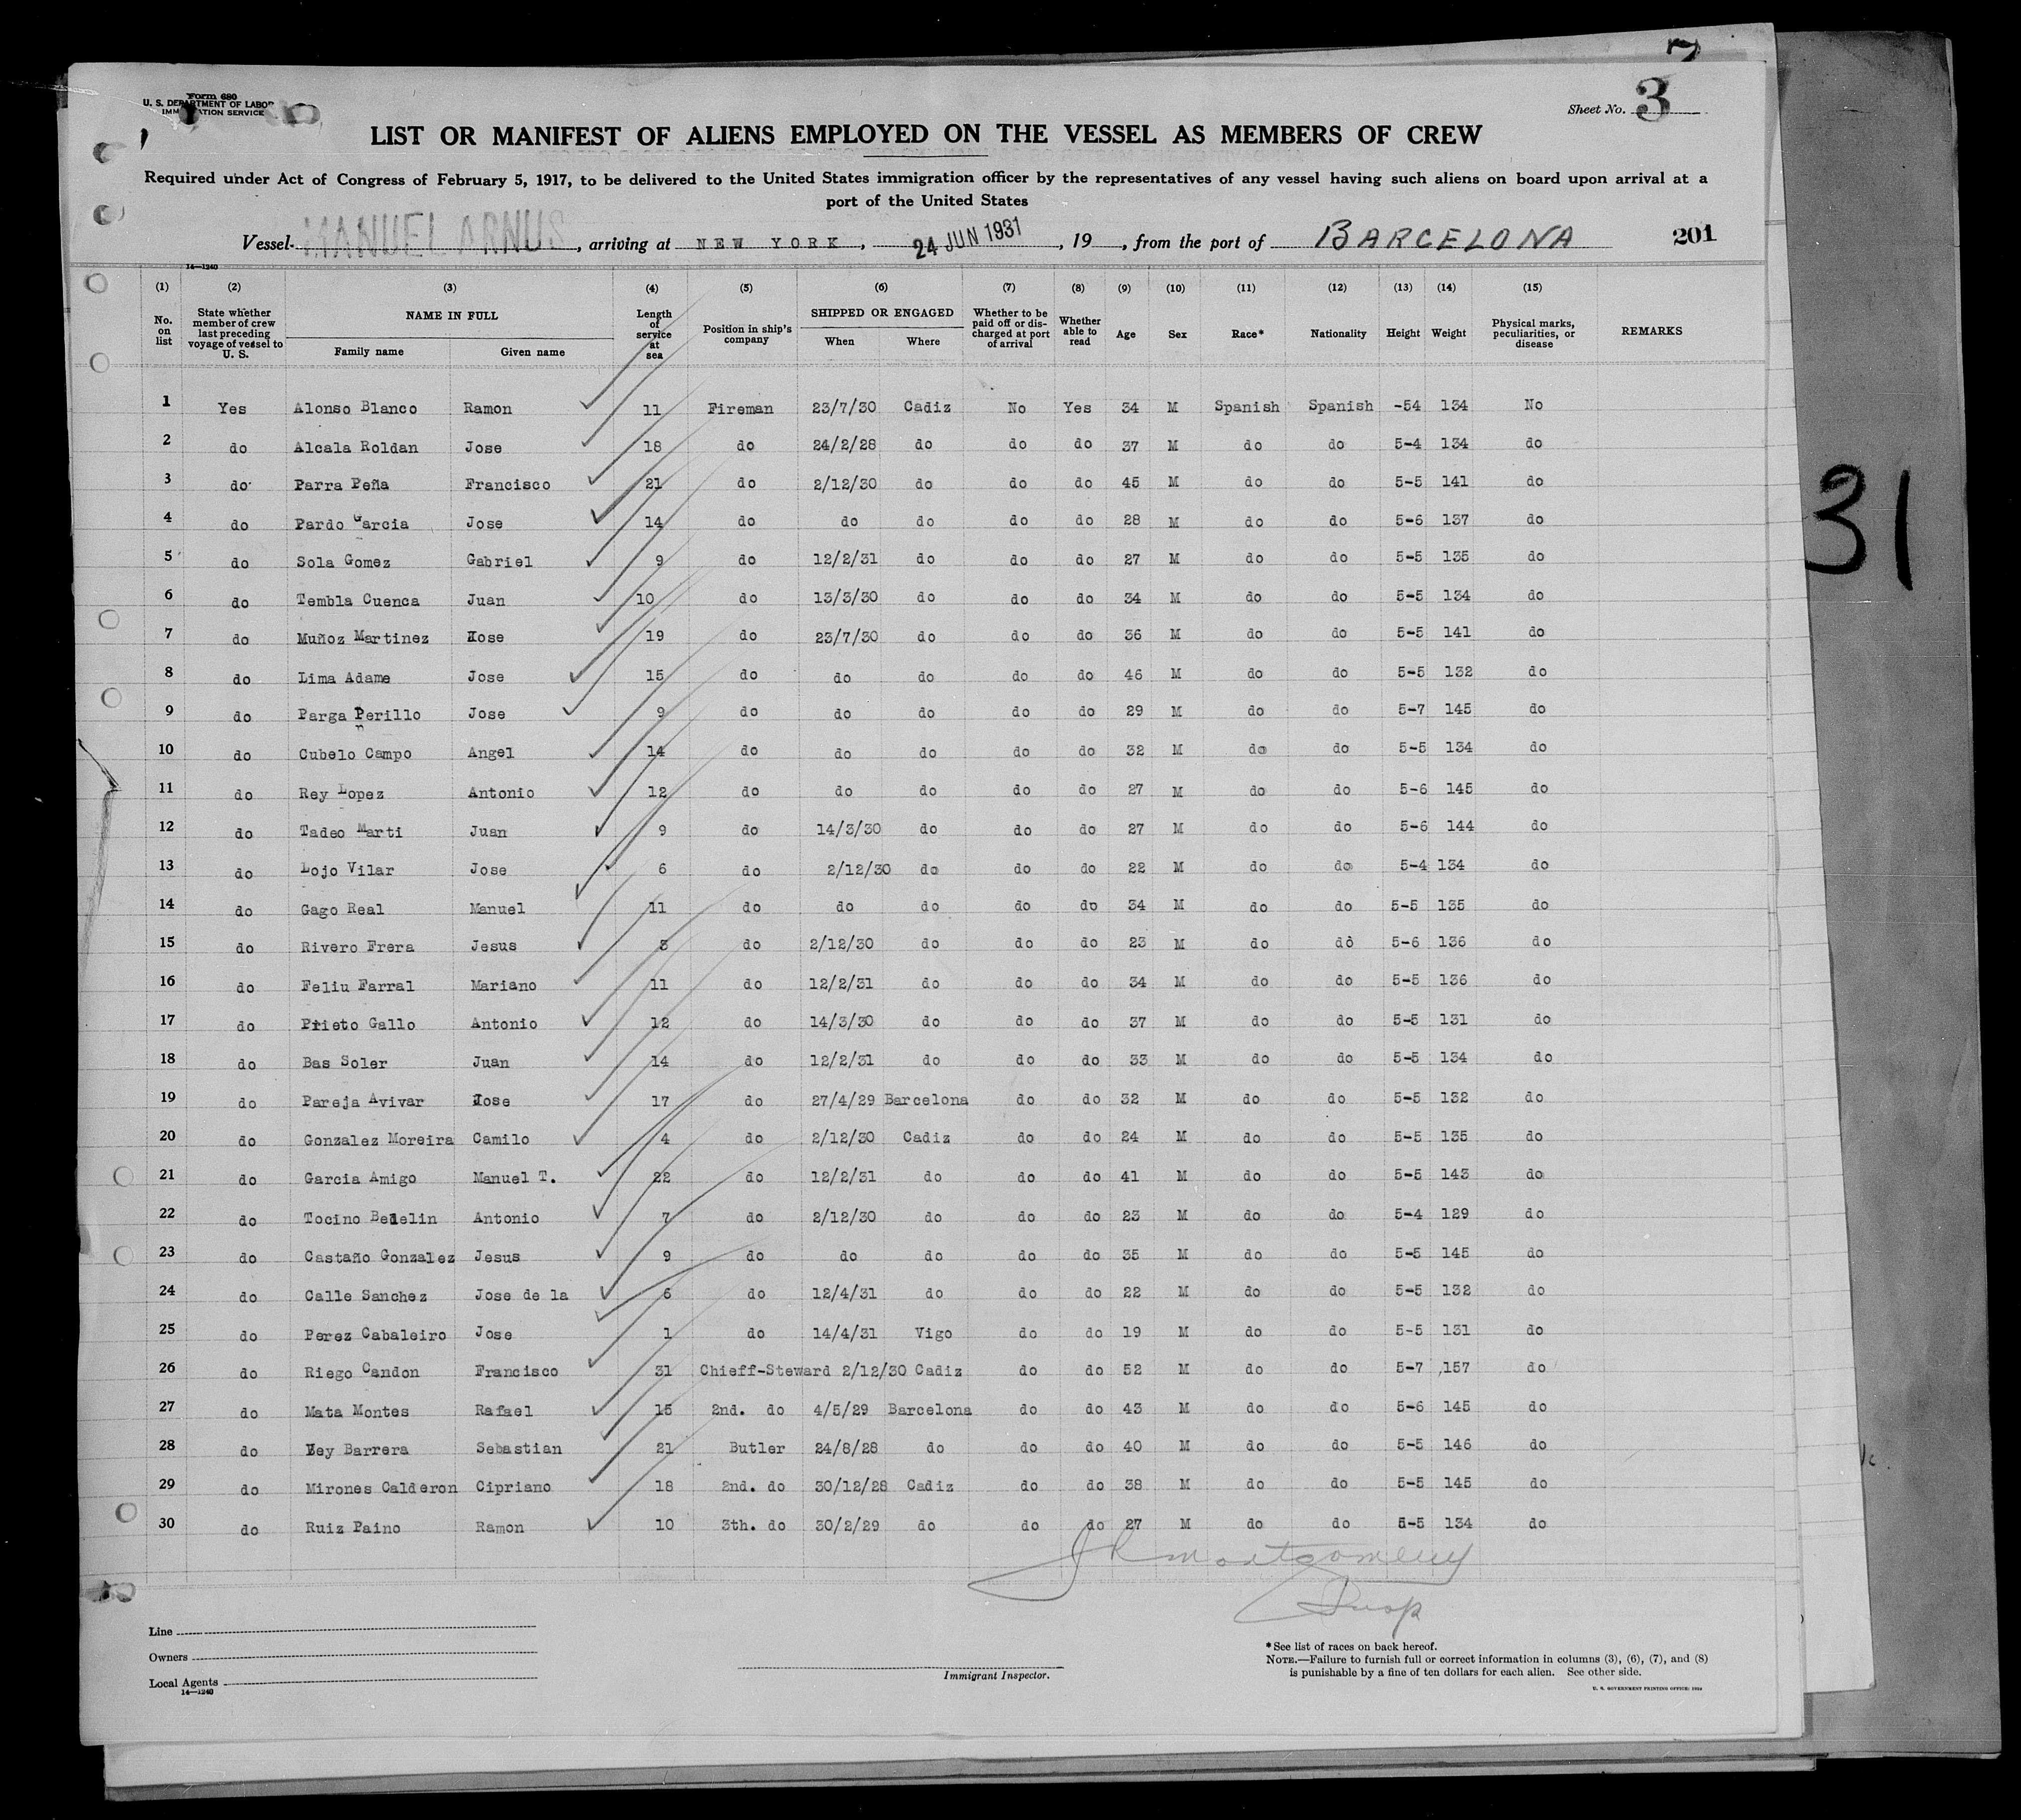 Form 680
U. S. DEPARTMENT OF LABOR
IMMIGRATION SERVICE
Sheet No. 3
LIST OR MANIFEST OF ALIENS EMPLOYED ON THE VESSEL AS MEMBERS OF CREW
Required under Act of Congress of February 5, 1917, to be delivered to the United States immigration officer by the representatives of any vessel having such aliens on board upon arrival at a
port of the United States
Vessel MANUEL ARNUS, arriving at NEW YORK, 24 JUN 1931, 19 , from the port of BARCELONA 201
14—1240
(1) (2) (3) (4) (5) (6) (7) (8) (9) (10) (11) (12) (13) (14) (15)
No. on list State whether member of crew last preceding voyage of vessel to U. S. NAME IN FULL Family name Given name Length of service at sea Position in ship's company SHIPPED OR ENGAGED When Where Whether to be paid off or discharged at port of arrival Whether able to read Age Sex Race* Nationality Height Weight Physical marks, peculiarities, or disease REMARKS
1 Yes Alonso Blanco Ramon 11 Fireman 23/7/30 Cadiz No Yes 34 M Spanish Spanish -54 134 No
2 do Alcala Roldan Jose 18 do 24/2/28 do do do 37 M do do 5-4 134 do
3 do Parra Peña Francisco 21 do 2/12/30 do do do 45 M do do 5-5 141 do
4 do Pardo Garcia Jose 14 do do do do do 28 M do do 5-6 137 do
5 do Sola Gomez Gabriel 9 do 12/2/31 do do do 27 M do do 5-5 135 do
6 do Tembla Cuenca Juan 10 do 13/3/30 do do do 34 M do do 5-5 134 do
7 do Muñoz Martinez Jose 19 do 23/7/30 do do do 36 M do do 5-5 141 do
8 do Lima Adame Jose 15 do do do do do 46 M do do 5-5 132 do
9 do Parga Perillo Jose 9 do do do do do 29 M do do 5-7 145 do
10 do Cubelo Campo Angel 14 do do do do do 32 M do do 5-5 134 do
11 do Rey Lopez Antonio 12 do do do do do 27 M do do 5-6 145 do
12 do Tadeo Marti Juan 9 do 14/3/30 do do do 27 M do do 5-6 144 do
13 do Lojo Vilar Jose 6 do 2/12/30 do do do 22 M do do 5-4 134 do
14 do Gago Real Manuel 11 do do do do do 34 M do do 5-5 135 do
15 do Rivero Frera Jesus 3 do 2/12/30 do do do 23 M do do 5-6 136 do
16 do Feliu Farral Mariano 11 do 12/2/31 do do do 34 M do do 5-5 136 do
17 do Prieto Gallo Antonio 12 do 14/3/30 do do do 37 M do do 5-5 131 do
18 do Bas Soler Juan 14 do 12/2/31 do do do 33 M do do 5-5 134 do
19 do Pareja Avivar Jose 17 do 27/4/29 Barcelona do do 32 M do do 5-5 132 do
20 do Gonzalez Moreira Camilo 4 do 2/12/30 Cadiz do do 24 M do do 5-5 135 do
21 do Garcia Amigo Manuel T. 22 do 12/2/31 do do do 41 M do do 5-5 143 do
22 do Tocino Bedelin Antonio 7 do 2/12/30 do do do 23 M do do 5-4 129 do
23 do Castaño Gonzalez Jesus 9 do do do do do 35 M do do 5-5 145 do
24 do Calle Sanchez Jose de la 6 do 12/4/31 do do do 22 M do do 5-5 132 do
25 do Perez Cabaleiro Jose 1 do 14/4/31 Vigo do do 19 M do do 5-5 131 do
26 do Riego Candon Francisco 31 Chieff-Steward 2/12/30 Cadiz do do 52 M do do 5-7 157 do
27 do Mata Montes Rafael 15 2nd. do 4/5/29 Barcelona do do 43 M do do 5-6 145 do
28 do Rey Barrera Sebastian 21 Butler 24/8/28 do do do 40 M do do 5-5 146 do
29 do Mirones Calderon Cipriano 18 2nd. do 30/12/28 Cadiz do do 38 M do do 5-5 145 do
30 do Ruiz Paino Ramon 10 3th. do 30/2/29 do do do 27 M do do 5-5 134 do
JR Montgomery
Insp
Line
Owners
Local Agents
14—1240
Immigrant Inspector.
*See list of races on back hereof.
NOTE.—Failure to furnish full or correct information in columns (3), (6), (7), and (8)
is punishable by a fine of ten dollars for each alien. See other side.
31